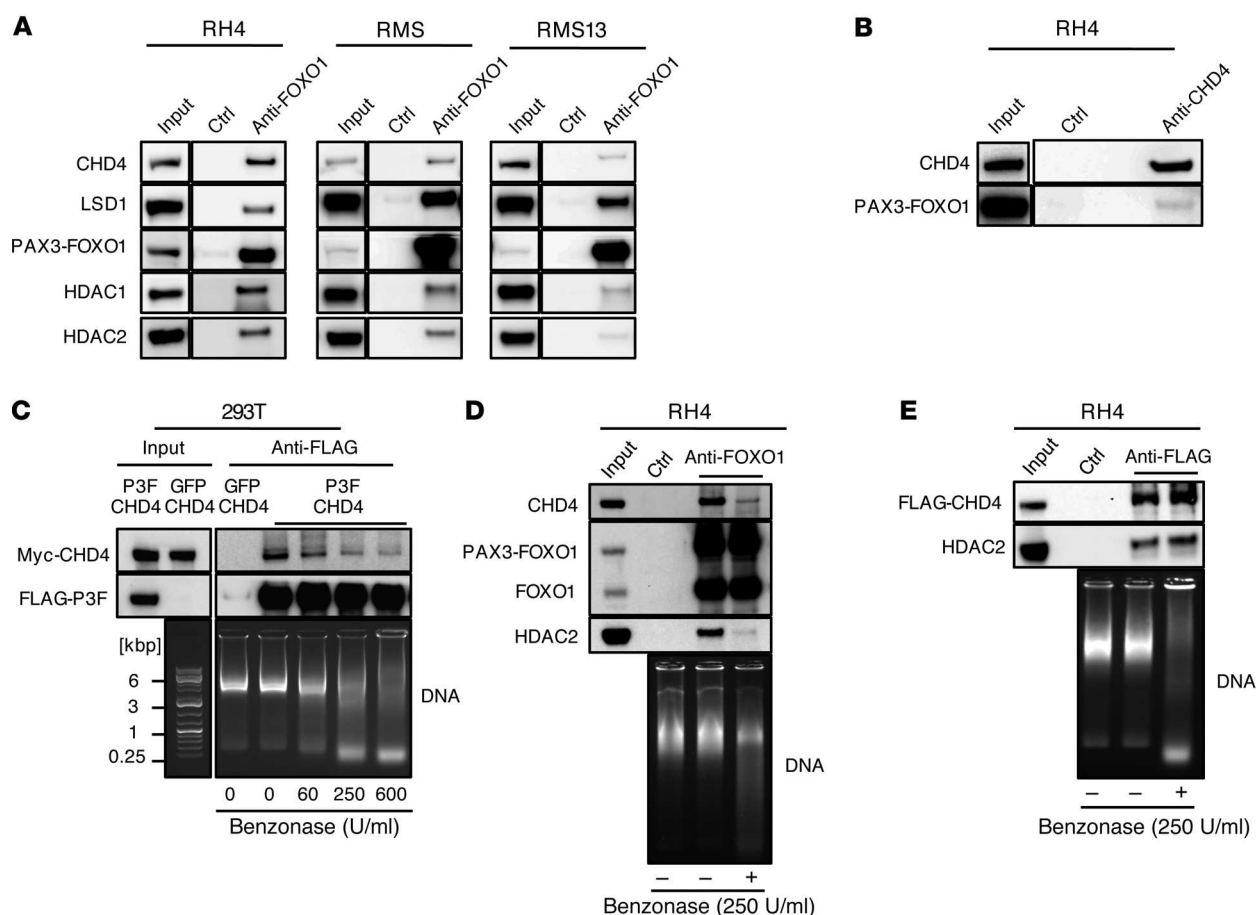 A
RH4 RMS RMS13
Input Ctrl Anti-FOXO1 Input Ctrl Anti-FOXO1 Input Ctrl Anti-FOXO1
CHD4
LSD1
PAX3-FOXO1
HDAC1
HDAC2
B
RH4
Input Ctrl Anti-CHD4
CHD4
PAX3-FOXO1
C
293T
Input Anti-FLAG
P3F GFP GFP P3F
CHD4 CHD4 CHD4 CHD4
Myc-CHD4
FLAG-P3F
[kbp]
6
3
1
0.25
DNA
0 0 60 250 600
Benzonase (U/ml)
D
RH4
Input Ctrl Anti-FOXO1
CHD4
PAX3-FOXO1
FOXO1
HDAC2
DNA
– – +
Benzonase (250 U/ml)
E
RH4
Input Ctrl Anti-FLAG
FLAG-CHD4
HDAC2
DNA
– – +
Benzonase (250 U/ml)